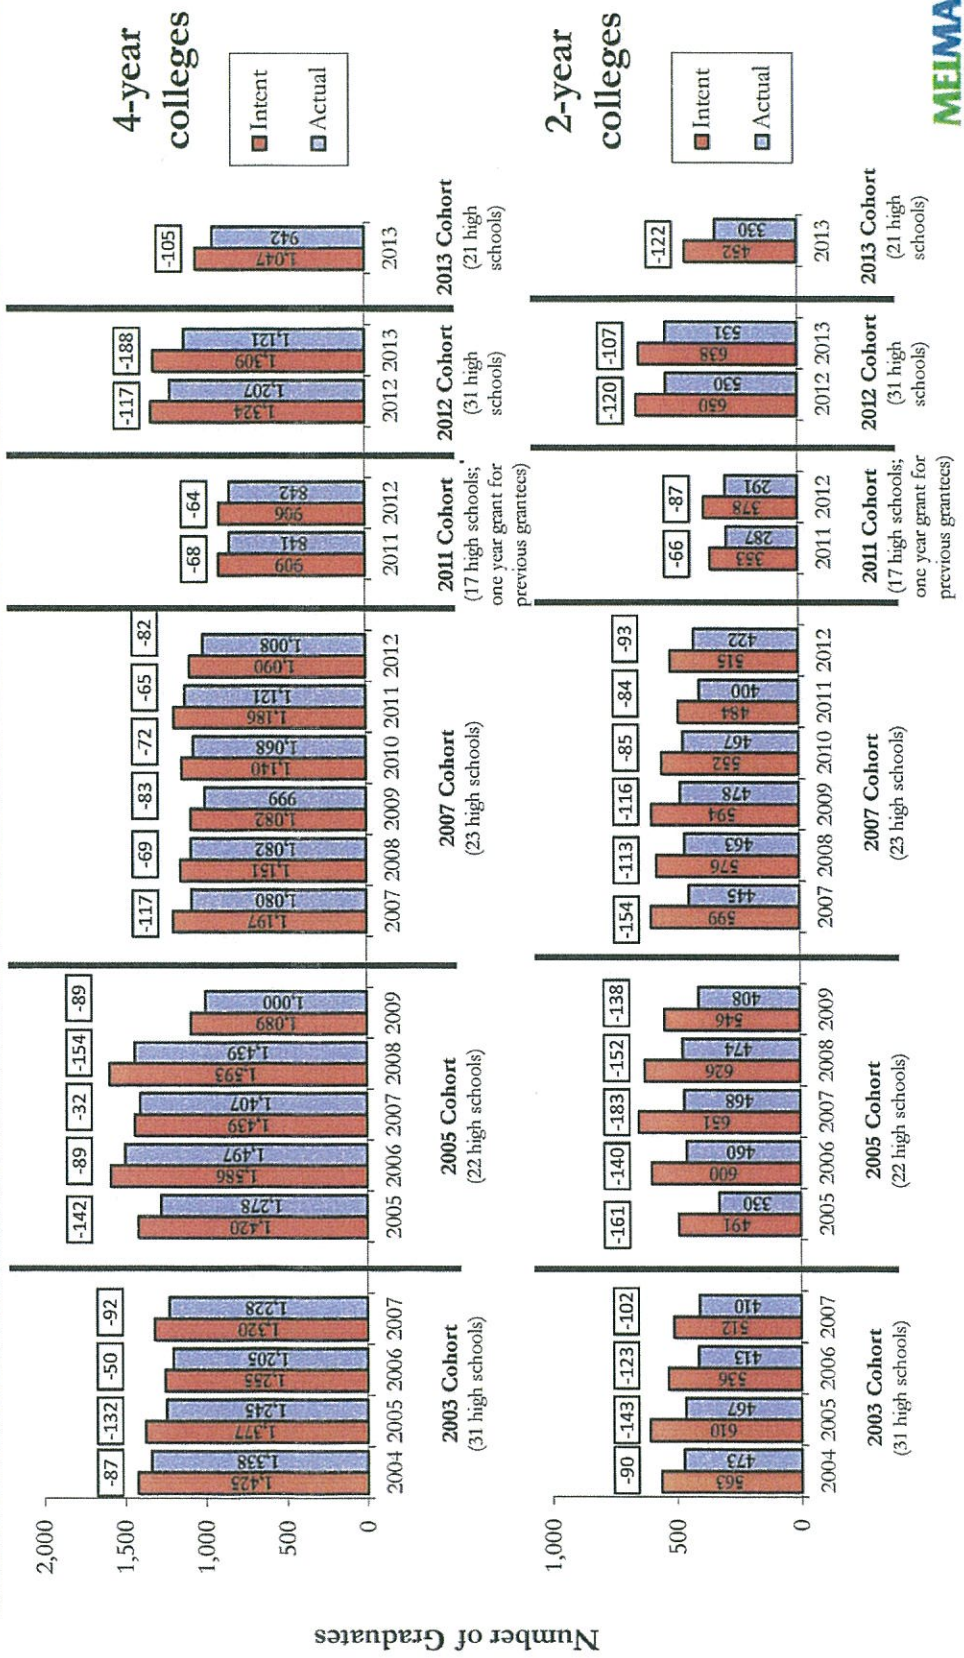 4-year
colleges
Intent
Actual
2,000
1,500
1,000
500
0
-87 -132 -50 -92
1,425 1,338 1,377 1,245 1,255 1,205 1,320 1,228
2004 2005 2006 2007
2003 Cohort
(31 high schools)
-142 -89 -32 -154 -89
1,420 1,278 1,586 1,497 1,439 1,407 1,593 1,439 1,089 1,000
2005 2006 2007 2008 2009
2005 Cohort
(22 high schools)
-117 -69 -83 -72 -65 -82
1,197 1,080 1,151 1,082 1,082 999 1,140 1,068 1,186 1,121 1,090 1,008
2007 2008 2009 2010 2011 2012
2007 Cohort
(23 high schools)
-68 -64
909 841 906 842
2011 2012
2011 Cohort
(17 high schools;
one year grant for
previous grantees)
-117 -188
1,324 1,207 1,309 1,121
2012 2013
2012 Cohort
(31 high
schools)
-105
1,047 942
2013
2013 Cohort
(21 high
schools)
Number of Graduates
2-year
colleges
Intent
Actual
1,000
500
0
-90 -143 -123 -102
563 473 610 467 536 413 512 410
2004 2005 2006 2007
2003 Cohort
(31 high schools)
-161 -140 -183 -152 -138
491 330 600 460 651 468 626 474 546 408
2005 2006 2007 2008 2009
2005 Cohort
(22 high schools)
-154 -113 -116 -85 -84 -93
599 445 576 463 594 478 552 467 484 400 515 422
2007 2008 2009 2010 2011 2012
2007 Cohort
(23 high schools)
-66 -87
353 287 378 291
2011 2012
2011 Cohort
(17 high schools;
one year grant for
previous grantees)
-120 -107
650 530 638 531
2012 2013
2012 Cohort
(31 high
schools)
-122
452 330
2013
2013 Cohort
(21 high
schools)
MELMA